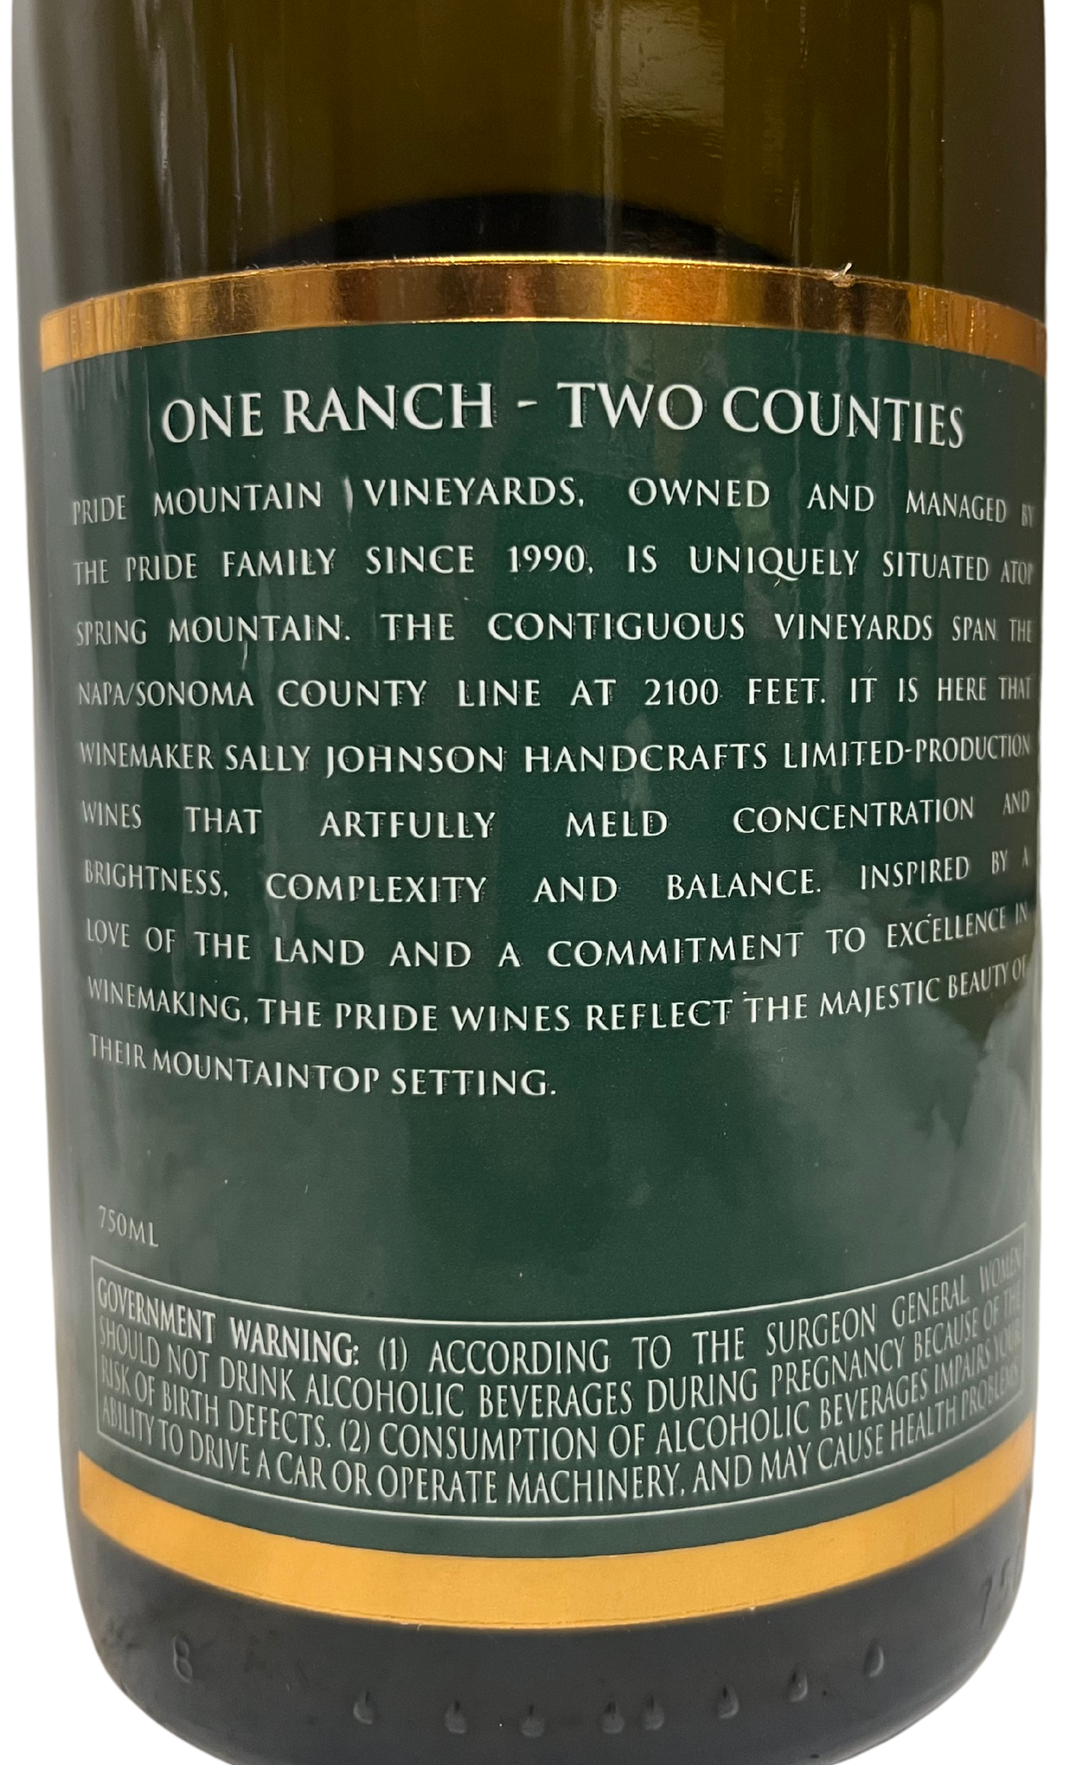 ONE RANCH - TWO COUNTIES
PRIDE MOUNTAIN VINEYARDS, OWNED AND MANAGED BY
THE PRIDE FAMILY SINCE 1990, IS UNIQUELY SITUATED ATOP
SPRING MOUNTAIN. THE CONTIGUOUS VINEYARDS SPAN THE
NAPA/SONOMA COUNTY LINE AT 2100 FEET. IT IS HERE THAT
WINEMAKER SALLY JOHNSON HANDCRAFTS LIMITED-PRODUCTION
WINES THAT ARTFULLY MELD CONCENTRATION AND
BRIGHTNESS, COMPLEXITY AND BALANCE. INSPIRED BY A
LOVE OF THE LAND AND A COMMITMENT TO EXCELLENCE IN
WINEMAKING, THE PRIDE WINES REFLECT THE MAJESTIC BEAUTY OF
THEIR MOUNTAINTOP SETTING.
750ML
GOVERNMENT WARNING: (1) ACCORDING TO THE SURGEON GENERAL, WOMEN
SHOULD NOT DRINK ALCOHOLIC BEVERAGES DURING PREGNANCY BECAUSE OF THE
RISK OF BIRTH DEFECTS. (2) CONSUMPTION OF ALCOHOLIC BEVERAGES IMPAIRS YOUR
ABILITY TO DRIVE A CAR OR OPERATE MACHINERY, AND MAY CAUSE HEALTH PROBLEMS.
8